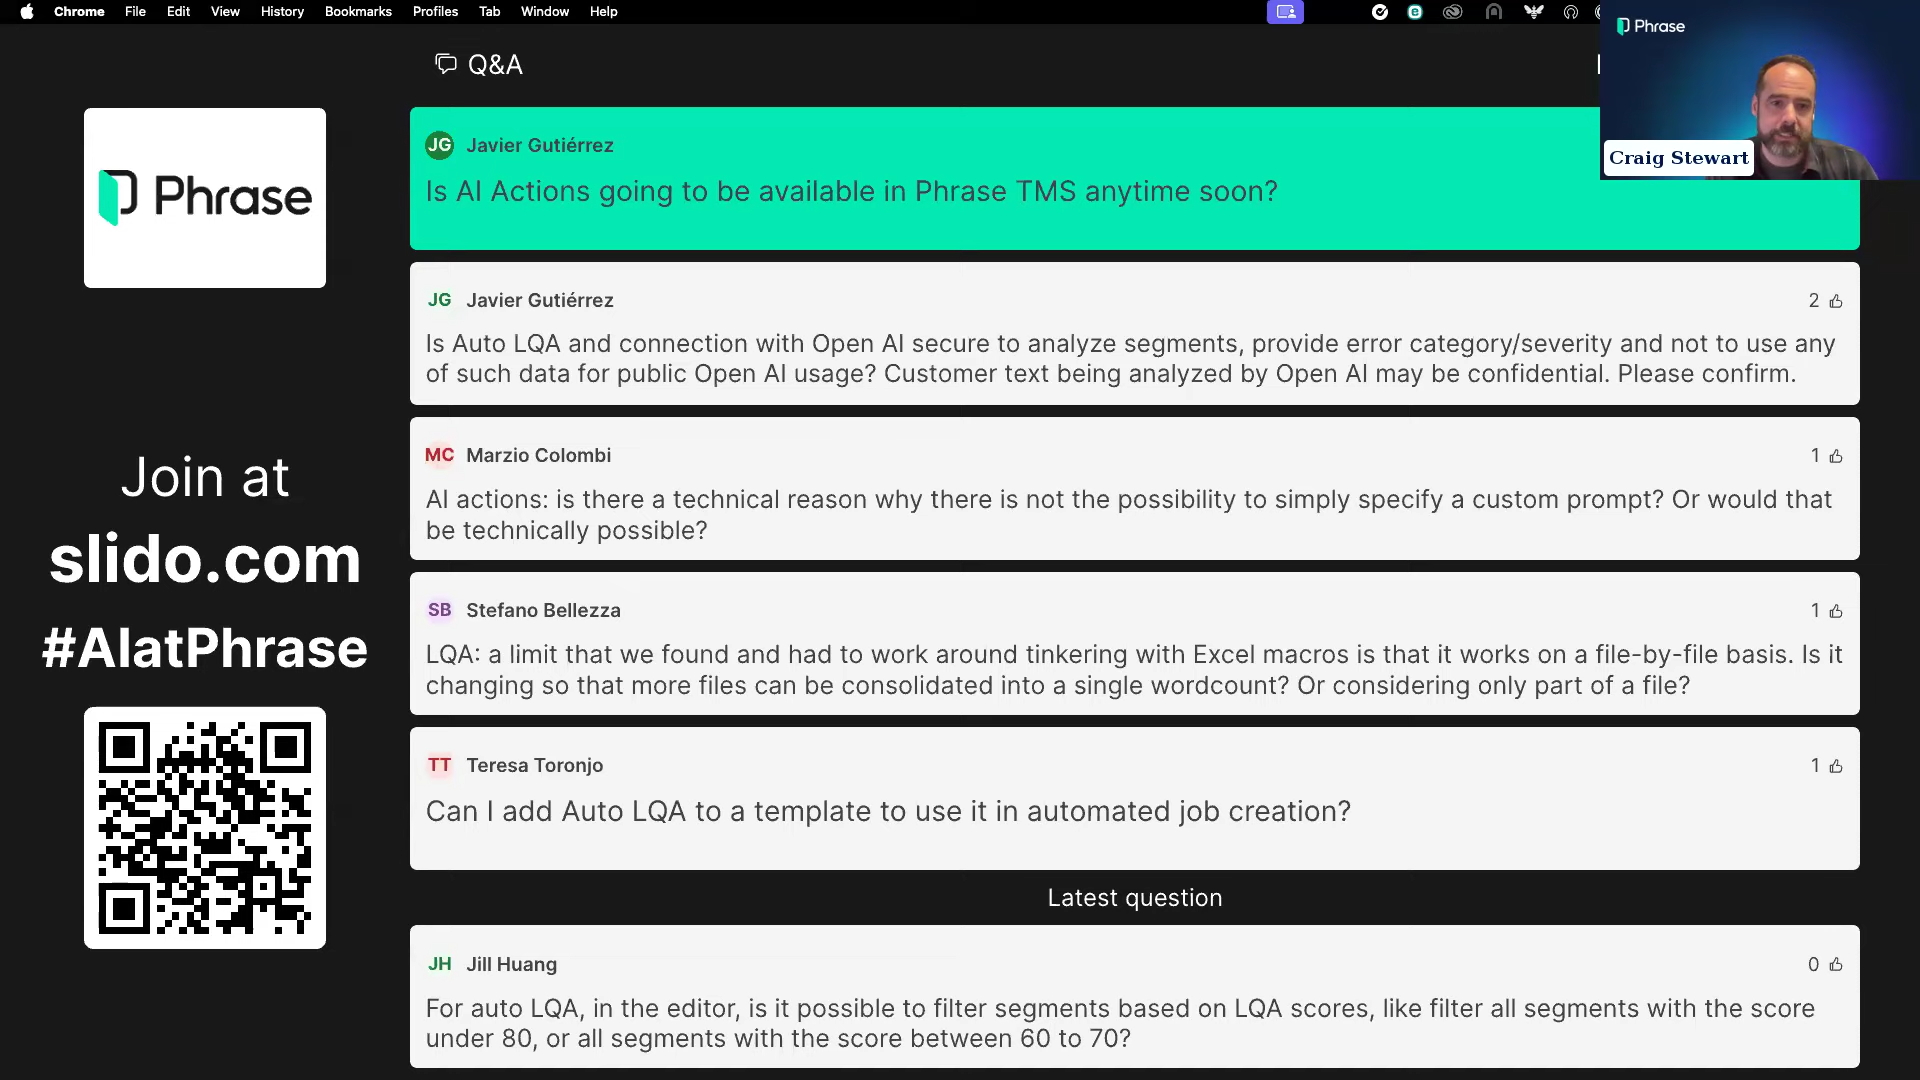 Chrome File Edit View History Bookmarks Profiles Tab Window Help
Phrase
Craig Stewart
Q&A
Phrase
Join at
slido.com
#AIatPhrase
JG Javier Gutiérrez
Is AI Actions going to be available in Phrase TMS anytime soon?
JG Javier Gutiérrez 2
Is Auto LQA and connection with Open AI secure to analyze segments, provide error category/severity and not to use any
of such data for public Open AI usage? Customer text being analyzed by Open AI may be confidential. Please confirm.
MC Marzio Colombi 1
AI actions: is there a technical reason why there is not the possibility to simply specify a custom prompt? Or would that
be technically possible?
SB Stefano Bellezza 1
LQA: a limit that we found and had to work around tinkering with Excel macros is that it works on a file-by-file basis. Is it
changing so that more files can be consolidated into a single wordcount? Or considering only part of a file?
TT Teresa Toronjo 1
Can I add Auto LQA to a template to use it in automated job creation?
Latest question
JH Jill Huang 0
For auto LQA, in the editor, is it possible to filter segments based on LQA scores, like filter all segments with the score
under 80, or all segments with the score between 60 to 70?